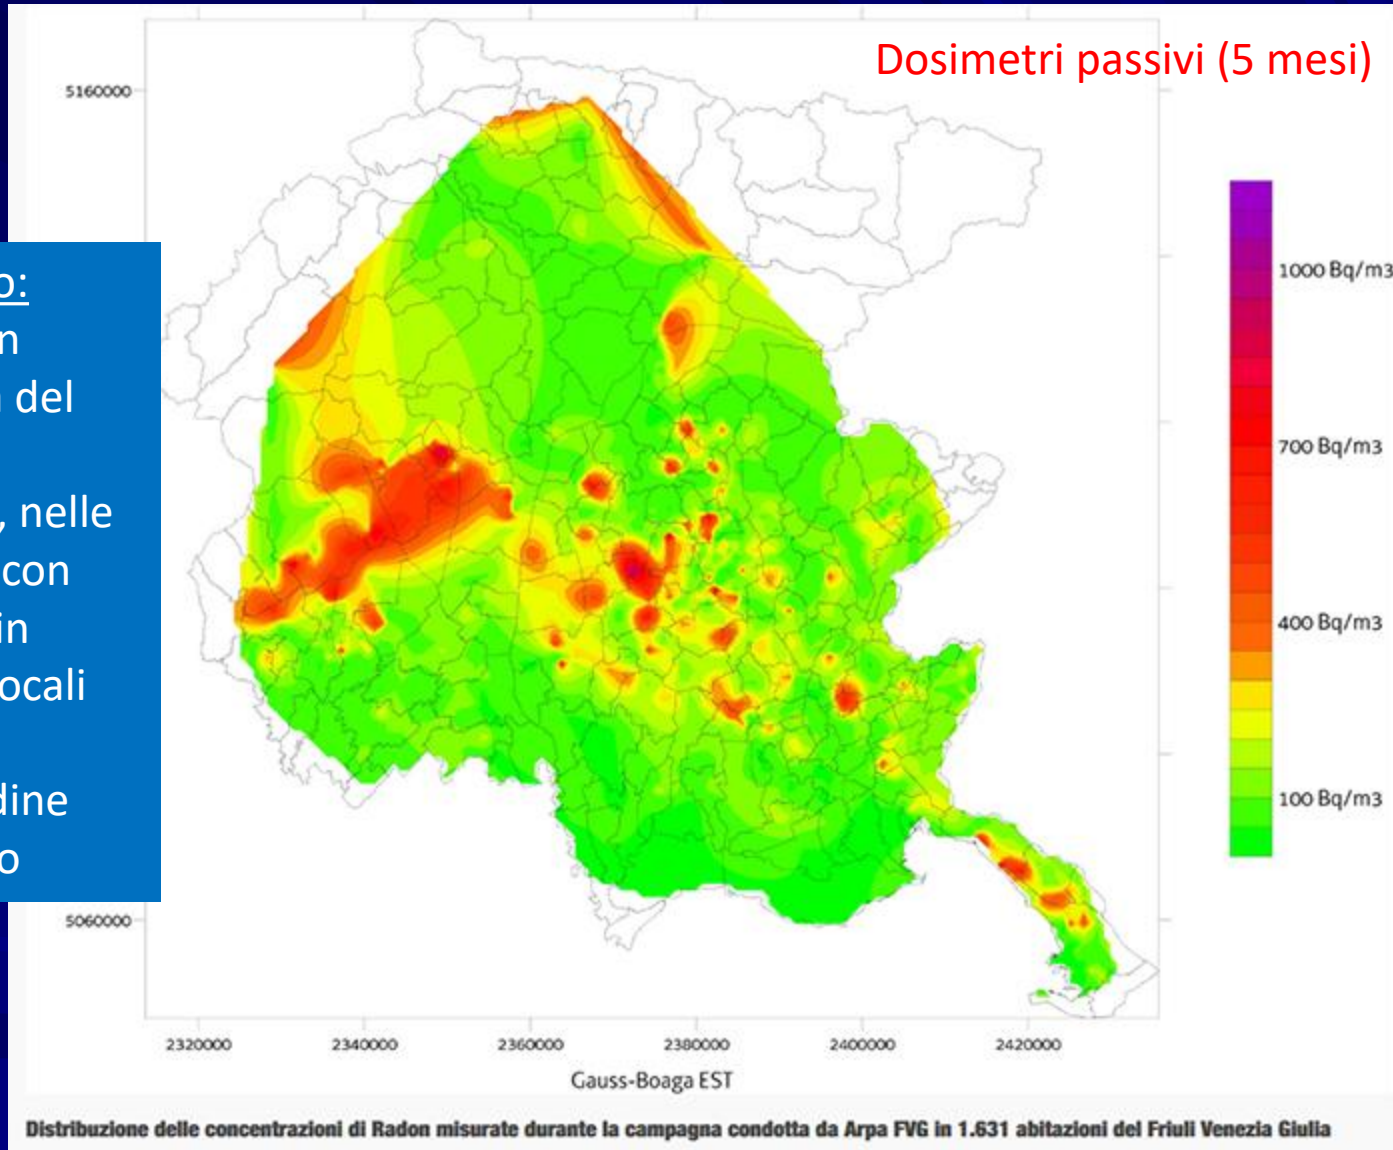 Dosimetri passivi (5 mesi)
5160000
o:
n
del
, nelle
con
in
ocali
dine
o
5060000
1000 Bq/m3
700 Bq/m3
400 Bq/m3
100 Bq/m3
2320000 2340000 2360000 2380000 2400000 2420000
Gauss-Boaga EST
Distribuzione delle concentrazioni di Radon misurate durante la campagna condotta da Arpa FVG in 1.631 abitazioni del Friuli Venezia Giulia